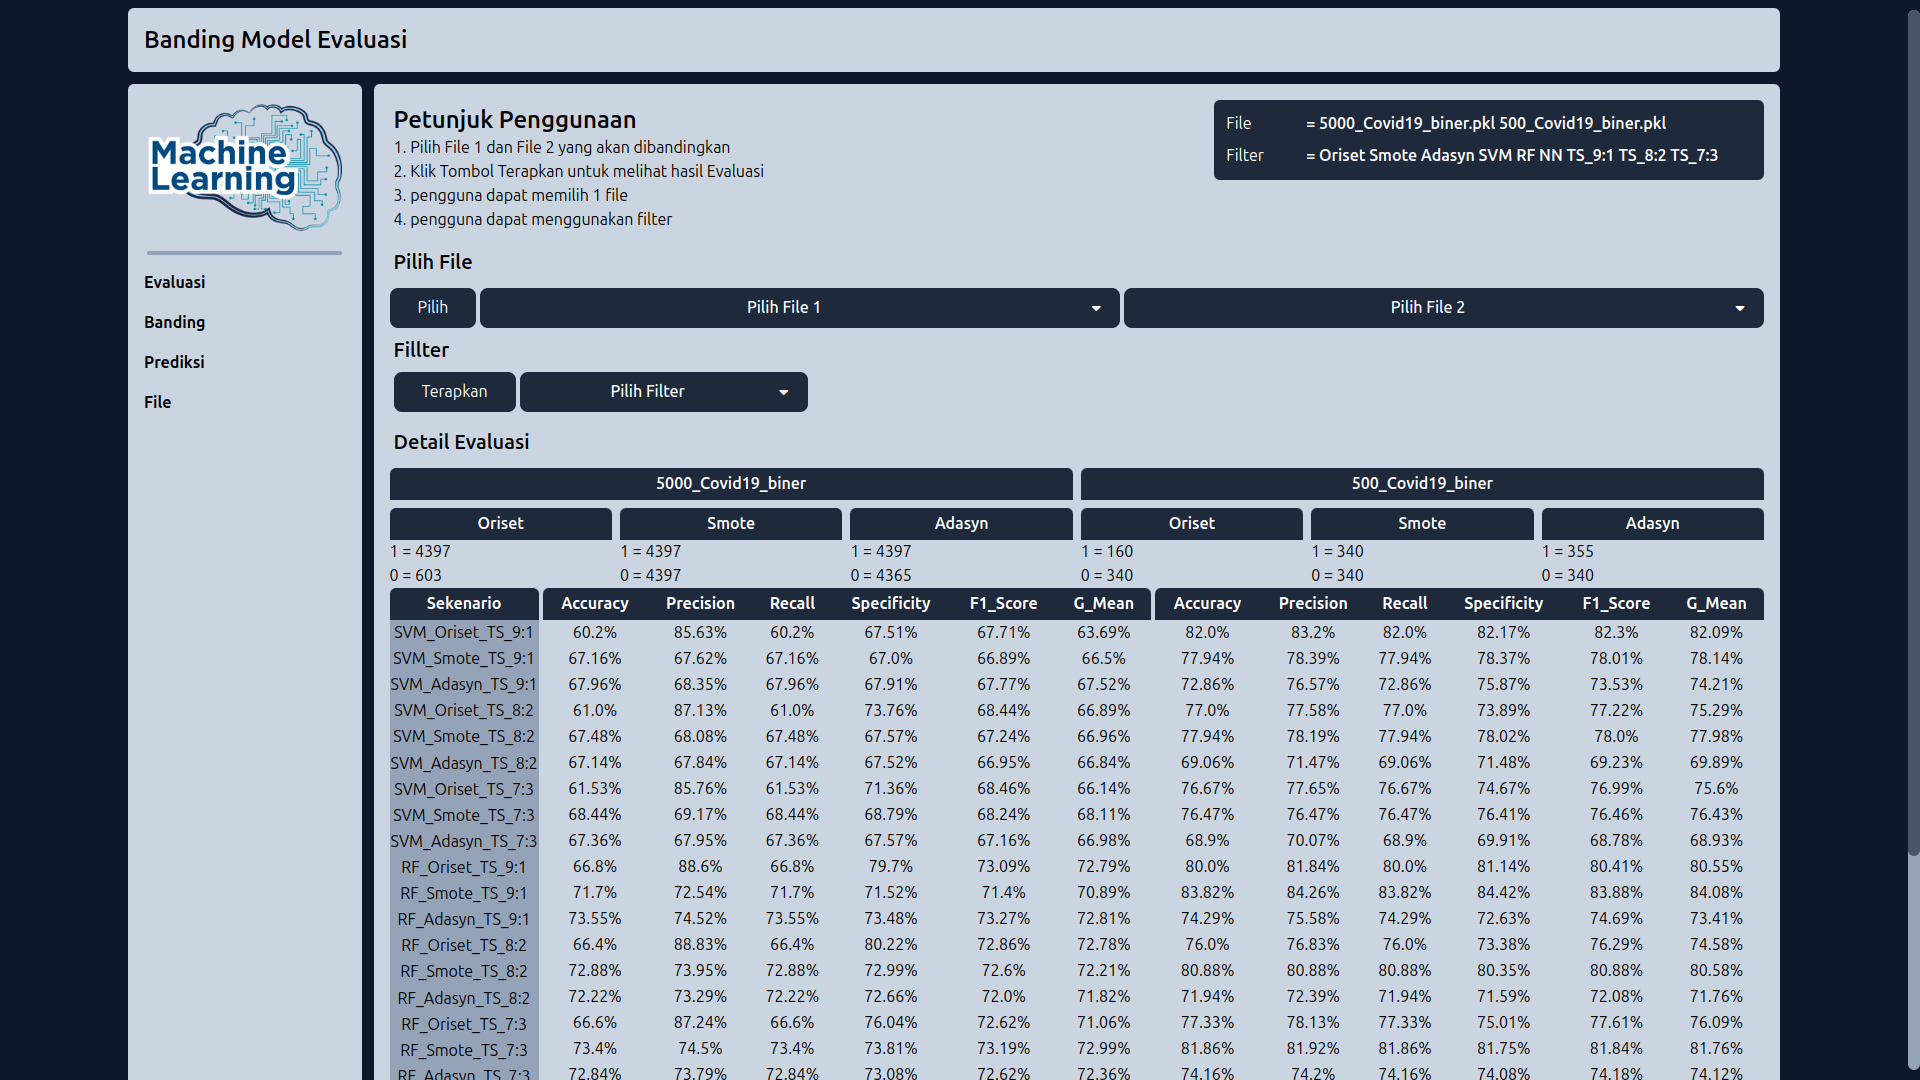 Banding Model Evaluasi
Machine
Learning
Evaluasi
Banding
Prediksi
File
Petunjuk Penggunaan
1. Pilih File 1 dan File 2 yang akan dibandingkan
2. Klik Tombol Terapkan untuk melihat hasil Evaluasi
3. pengguna dapat memilih 1 file
4. pengguna dapat menggunakan filter
File = 5000_Covid19_biner.pkl 500_Covid19_biner.pkl
Filter = Oriset Smote Adasyn SVM RF NN TS_9:1 TS_8:2 TS_7:3
Pilih File
Pilih Pilih File 1 Pilih File 2
Fillter
Terapkan Pilih Filter
Detail Evaluasi
5000_Covid19_biner 500_Covid19_biner
Oriset Smote Adasyn Oriset Smote Adasyn
1 = 4397 1 = 4397 1 = 4397 1 = 160 1 = 340 1 = 355
0 = 603 0 = 4397 0 = 4365 0 = 340 0 = 340 0 = 340
Sekenario Accuracy Precision Recall Specificity F1_Score G_Mean Accuracy Precision Recall Specificity F1_Score G_Mean
SVM_Oriset_TS_9:1 60.2% 85.63% 60.2% 67.51% 67.71% 63.69% 82.0% 83.2% 82.0% 82.17% 82.3% 82.09%
SVM_Smote_TS_9:1 67.16% 67.62% 67.16% 67.0% 66.89% 66.5% 77.94% 78.39% 77.94% 78.37% 78.01% 78.14%
SVM_Adasyn_TS_9:1 67.96% 68.35% 67.96% 67.91% 67.77% 67.52% 72.86% 76.57% 72.86% 75.87% 73.53% 74.21%
SVM_Oriset_TS_8:2 61.0% 87.13% 61.0% 73.76% 68.44% 66.89% 77.0% 77.58% 77.0% 73.89% 77.22% 75.29%
SVM_Smote_TS_8:2 67.48% 68.08% 67.48% 67.57% 67.24% 66.96% 77.94% 78.19% 77.94% 78.02% 78.0% 77.98%
SVM_Adasyn_TS_8:2 67.14% 67.84% 67.14% 67.52% 66.95% 66.84% 69.06% 71.47% 69.06% 71.48% 69.23% 69.89%
SVM_Oriset_TS_7:3 61.53% 85.76% 61.53% 71.36% 68.46% 66.14% 76.67% 77.65% 76.67% 74.67% 76.99% 75.6%
SVM_Smote_TS_7:3 68.44% 69.17% 68.44% 68.79% 68.24% 68.11% 76.47% 76.47% 76.47% 76.41% 76.46% 76.43%
SVM_Adasyn_TS_7:3 67.36% 67.95% 67.36% 67.57% 67.16% 66.98% 68.9% 70.07% 68.9% 69.91% 68.78% 68.93%
RF_Oriset_TS_9:1 66.8% 88.6% 66.8% 79.7% 73.09% 72.79% 80.0% 81.84% 80.0% 81.14% 80.41% 80.55%
RF_Smote_TS_9:1 71.7% 72.54% 71.7% 71.52% 71.4% 70.89% 83.82% 84.26% 83.82% 84.42% 83.88% 84.08%
RF_Adasyn_TS_9:1 73.55% 74.52% 73.55% 73.48% 73.27% 72.81% 74.29% 75.58% 74.29% 72.63% 74.69% 73.41%
RF_Oriset_TS_8:2 66.4% 88.83% 66.4% 80.22% 72.86% 72.78% 76.0% 76.83% 76.0% 73.38% 76.29% 74.58%
RF_Smote_TS_8:2 72.88% 73.95% 72.88% 72.99% 72.6% 72.21% 80.88% 80.88% 80.88% 80.35% 80.88% 80.58%
RF_Adasyn_TS_8:2 72.22% 73.29% 72.22% 72.66% 72.0% 71.82% 71.94% 72.39% 71.94% 71.59% 72.08% 71.76%
RF_Oriset_TS_7:3 66.6% 87.24% 66.6% 76.04% 72.62% 71.06% 77.33% 78.13% 77.33% 75.01% 77.61% 76.09%
RF_Smote_TS_7:3 73.4% 74.5% 73.4% 73.81% 73.19% 72.99% 81.86% 81.92% 81.86% 81.75% 81.84% 81.76%
RF_Adasyn_TS_7:3 72.84% 73.79% 72.84% 73.08% 72.62% 72.36% 74.16% 74.2% 74.16% 74.08% 74.18% 74.12%